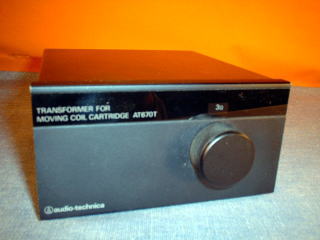 TRANSFORMER FOR
MOVING COIL CARTRIDGE AT670T
3Ω
audio-technica